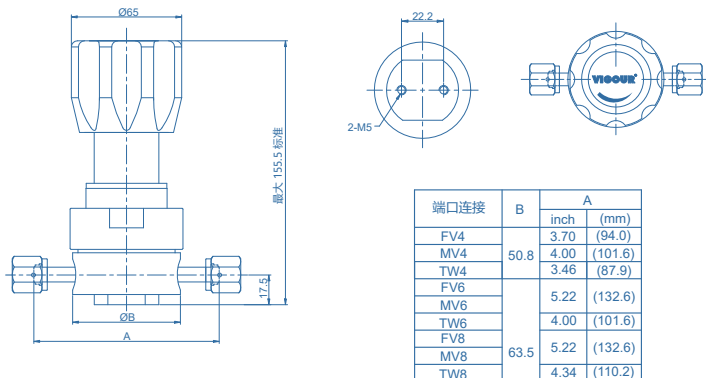 Ø65
22.2
VIGOUR
2-M5
最大 155.5 标准
17.5
ØB
A
端口连接 B A
inch (mm)
FV4 3.70 (94.0)
MV4 50.8 4.00 (101.6)
TW4 3.46 (87.9)
FV6 5.22 (132.6)
MV6
TW6 4.00 (101.6)
FV8 63.5 5.22 (132.6)
MV8
TW8 4.34 (110.2)